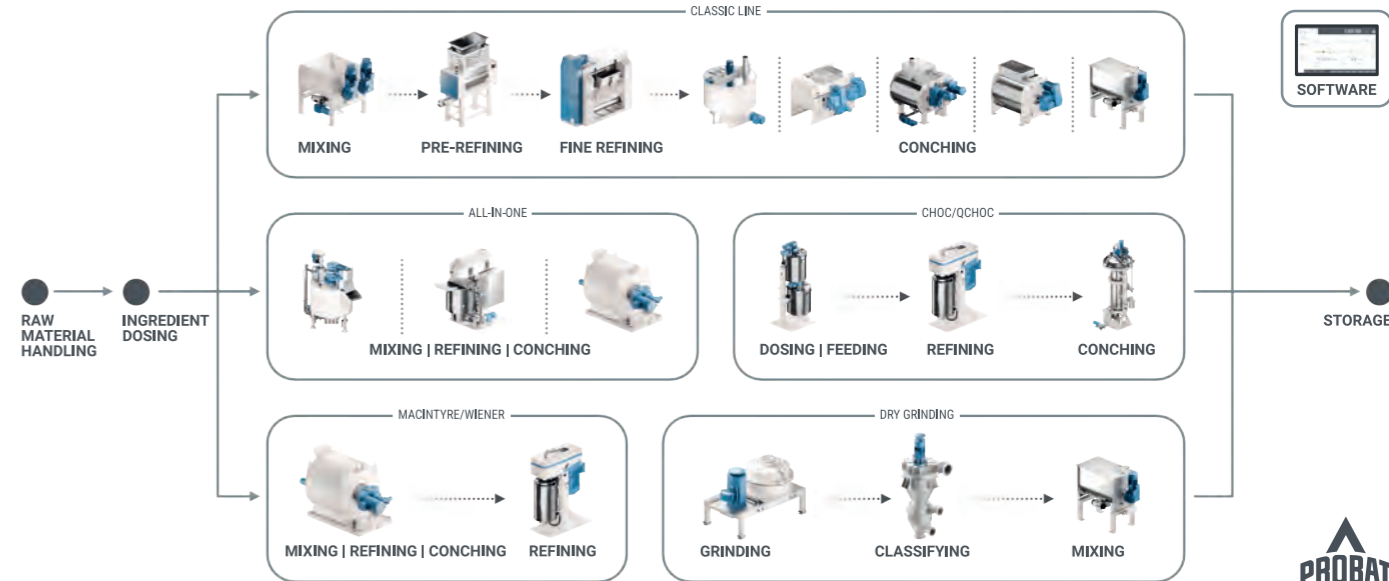 CLASSIC LINE
SOFTWARE
MIXING
PRE-REFINING
FINE REFINING
CONCHING
ALL-IN-ONE
CHOC/QCHOC
RAW
MATERIAL
HANDLING
INGREDIENT
DOSING
MIXING | REFINING | CONCHING
DOSING | FEEDING
REFINING
CONCHING
STORAGE
MACINTYRE/WIENER
DRY GRINDING
MIXING | REFINING | CONCHING
REFINING
GRINDING
CLASSIFYING
MIXING
PROBAT